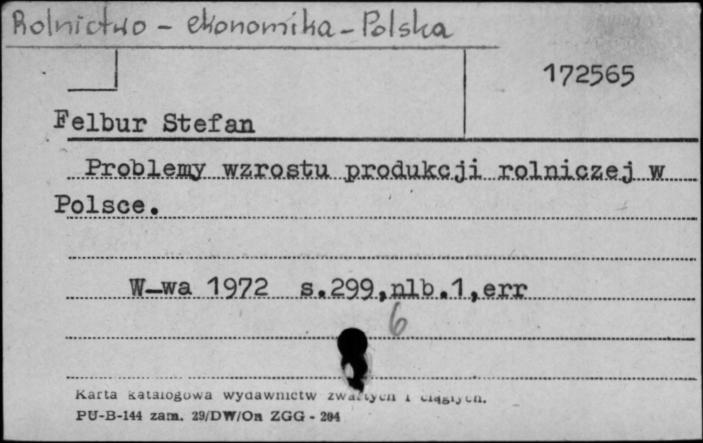 Rolnictwo - ekonomika - Polska
172565
Felbur Stefan
Problemy wzrostu produkcji rolniczej w
Polsce.
W-wa 1972 s.299,nlb.1,err
6
Karta katalogowa wydawnictw zwartych i ciągłych.
PU-B-144 zam. 29/DW/On ZGG - 204